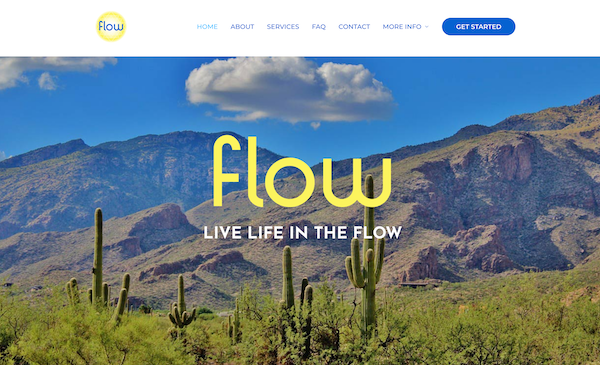 flow
HOME
ABOUT
SERVICES
FAQ
CONTACT
MORE INFO
GET STARTED
flow
LIVE LIFE IN THE FLOW